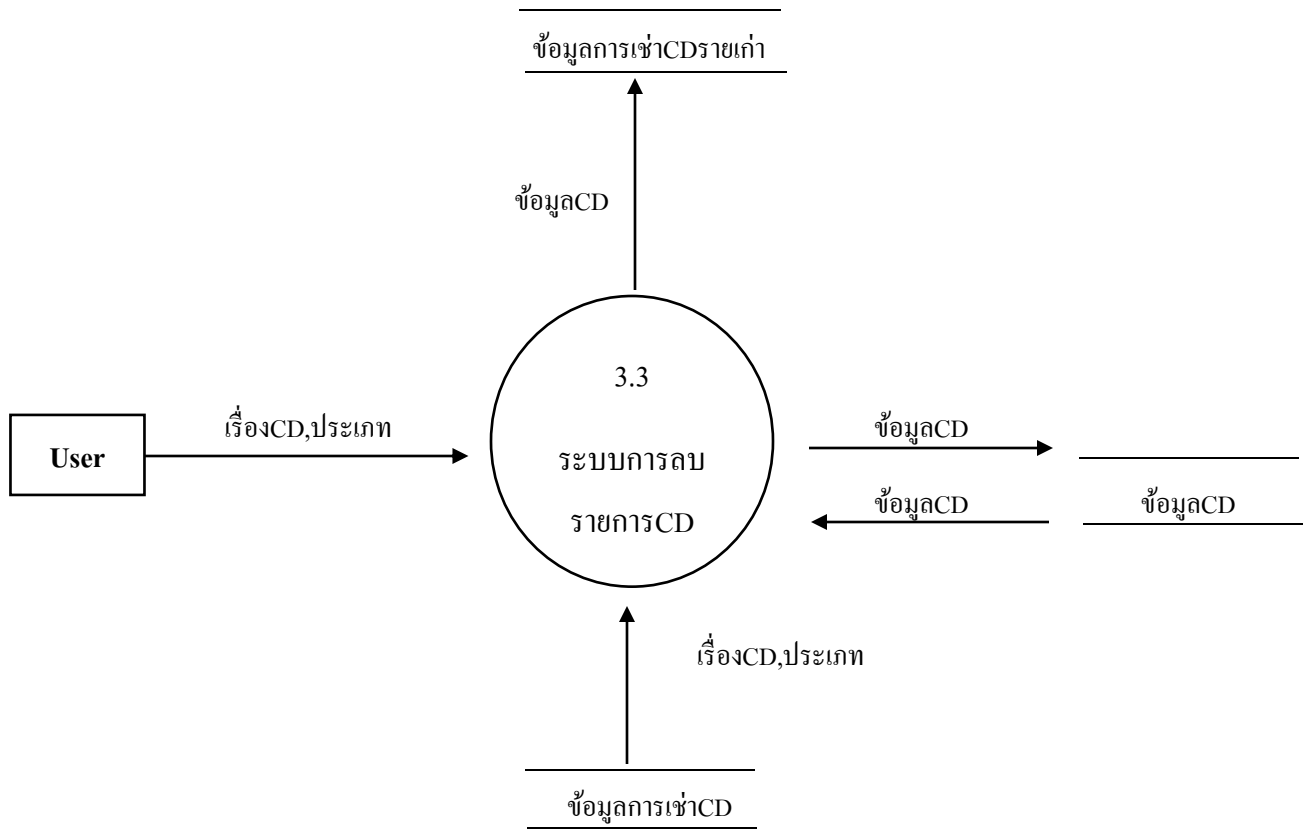 ข้อมูลการเช่าCDรายเก่า
ข้อมูลCD
3.3
ระบบการลบ
รายการCD
User
เรื่องCD,ประเภท
ข้อมูลCD
ข้อมูลCD
ข้อมูลCD
เรื่องCD,ประเภท
ข้อมูลการเช่าCD